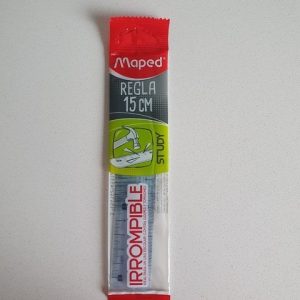 Maped
REGLA
15CM
STUDY
IRROMPIBLE